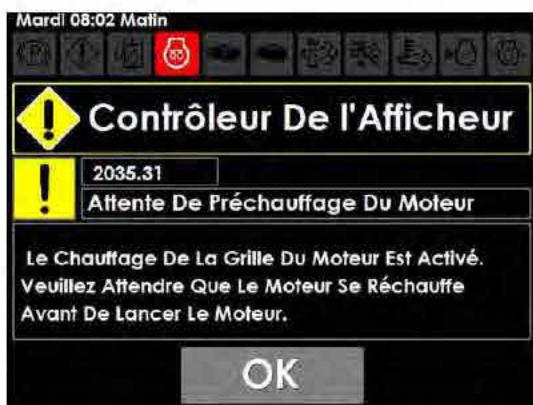 Mardi 08:02 Matin
Contrôleur De l'Afficheur
2035.31
Attente De Préchauffage Du Moteur
Le Chauffage De La Grille Du Moteur Est Activé.
Veuillez Attendre Que Le Moteur Se Réchauffe
Avant De Lancer Le Moteur.
OK